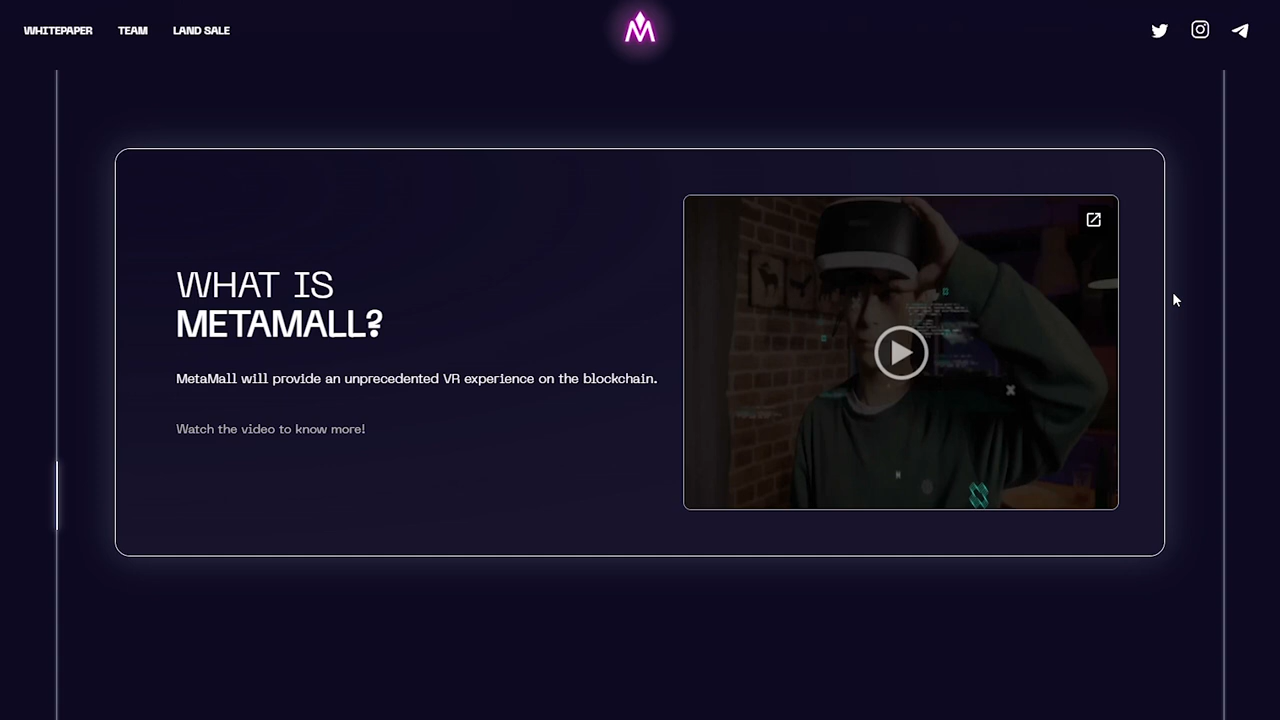 WHITEPAPER
TEAM
LAND SALE
WHAT IS
METAMALL?
MetaMall will provide an unprecedented VR experience on the blockchain.
Watch the video to know more!